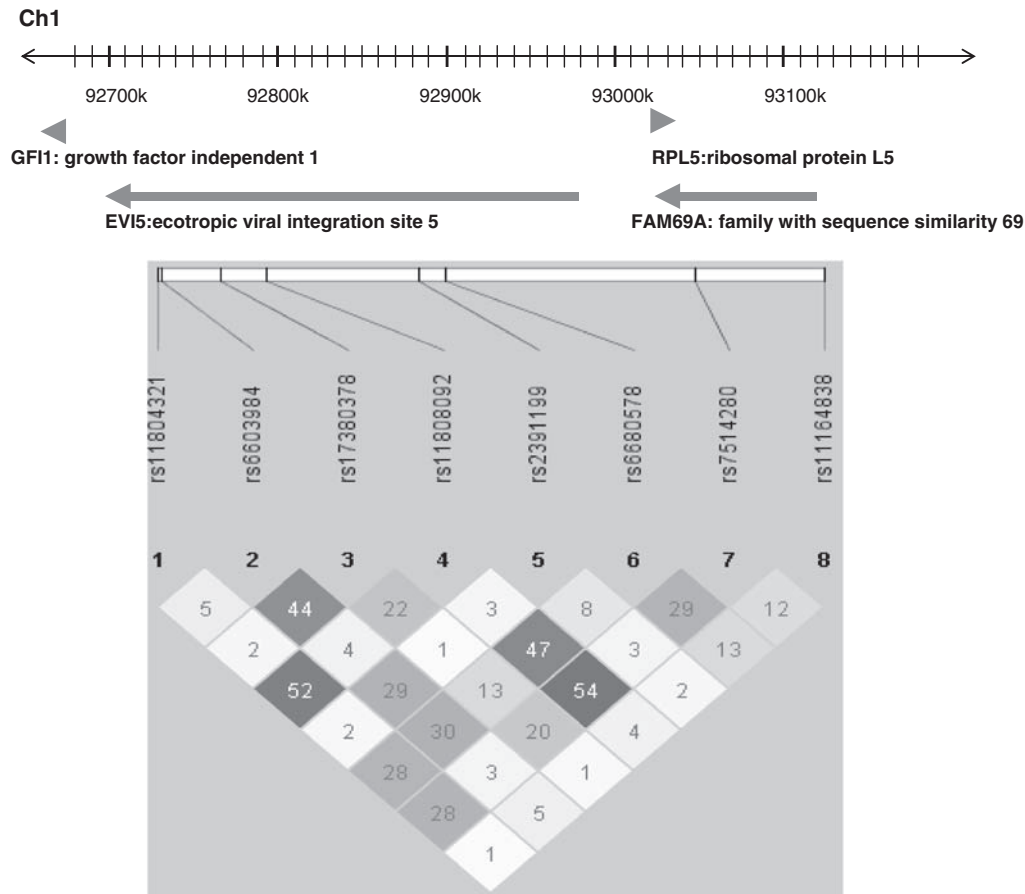 Ch1
92700k 92800k 92900k 93000k 93100k
GFI1: growth factor independent 1 RPL5:ribosomal protein L5
EVI5:ecotropic viral integration site 5 FAM69A: family with sequence similarity 69
rs11804321 rs6603984 rs17380378 rs11808092 rs2391199 rs6680578 rs7514280 rs11164838
1 2 3 4 5 6 7 8
5 44 22 3 8 29 12
2 4 1 47 3 13
52 29 13 54 2
2 30 20 4
28 3 1
28 5
1